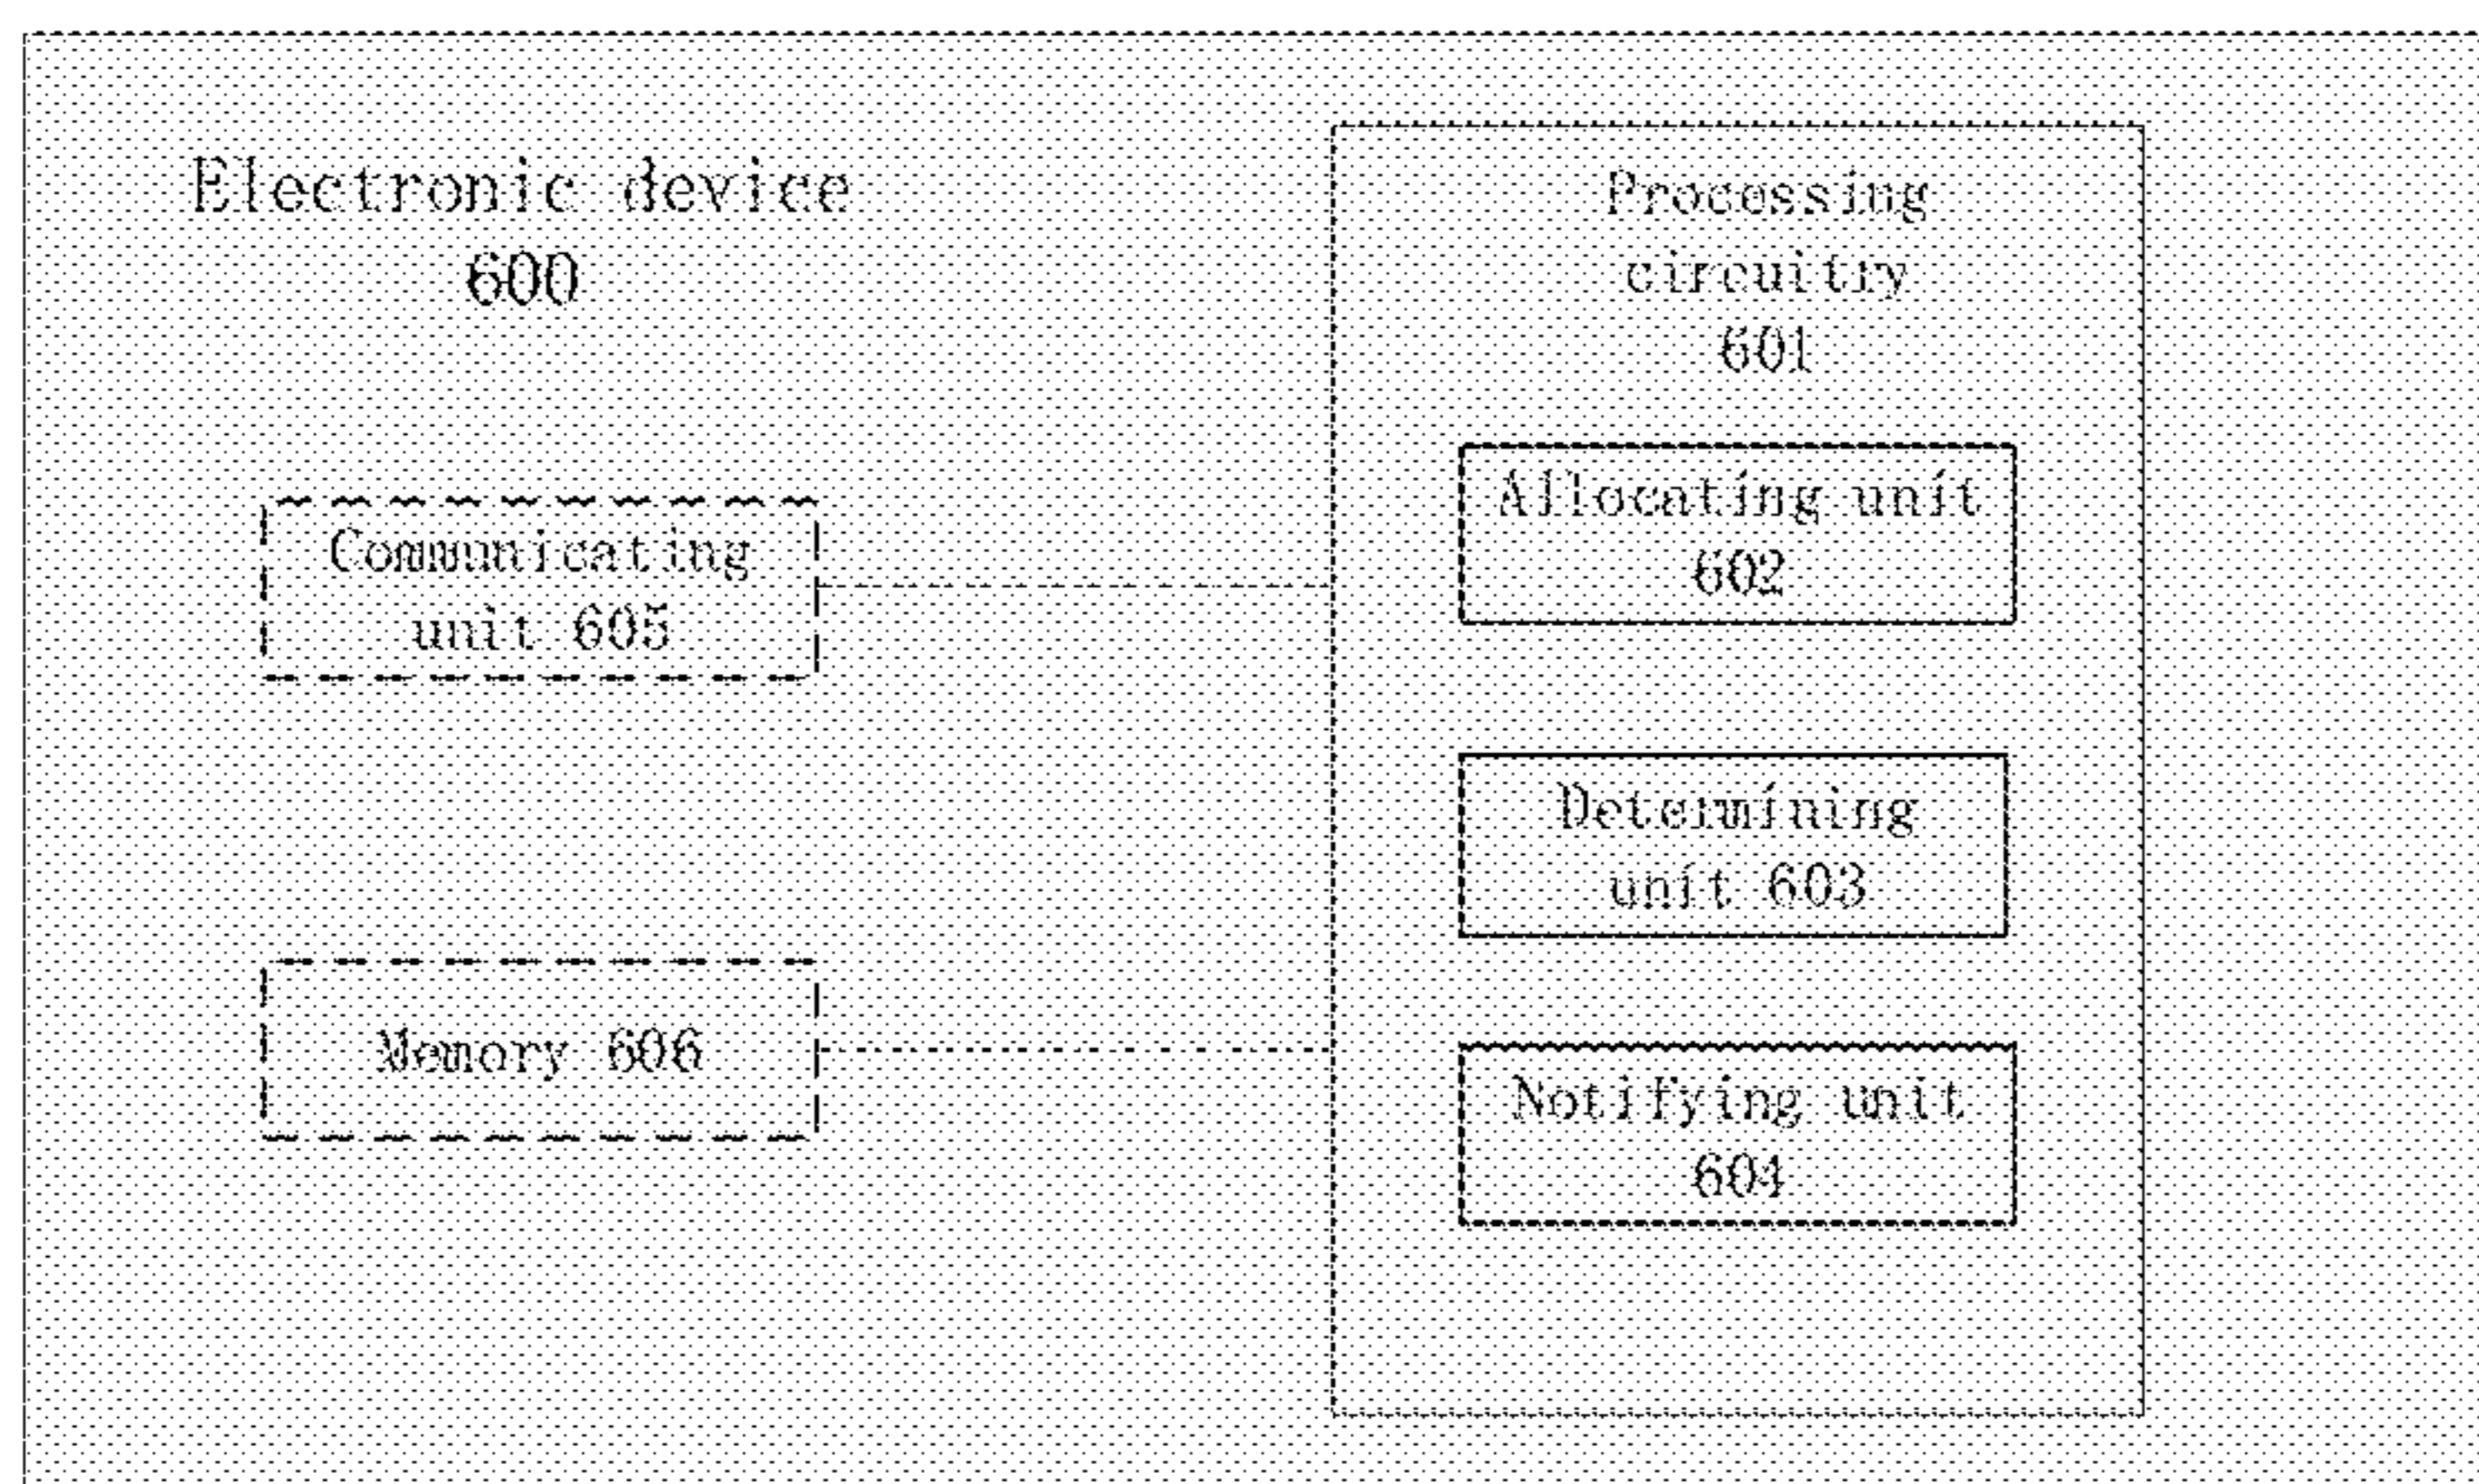 Electronic device
600
Processing
circuitry
601
Allocating unit
602
Communicating
unit 605
Determining
unit 603
Memory 606
Notifying unit
604